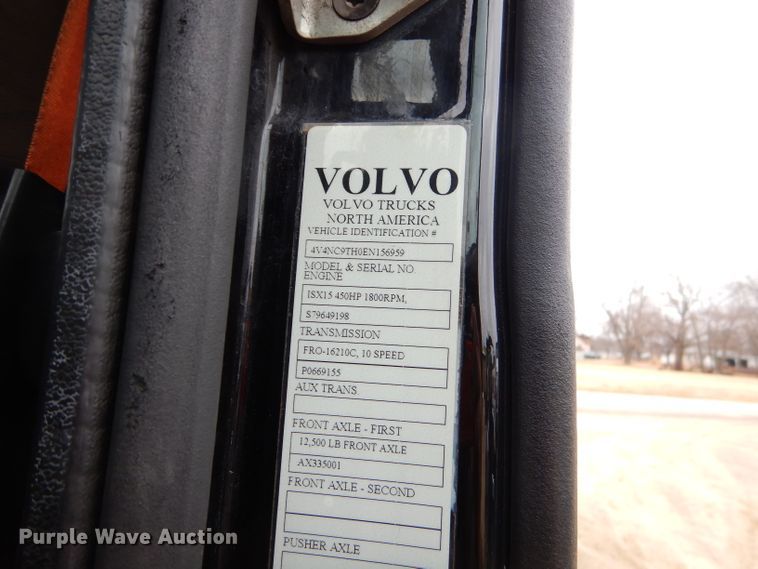 VOLVO
VOLVO TRUCKS
NORTH AMERICA
VEHICLE IDENTIFICATION #
4V4NC9TH0EN156959
MODEL & SERIAL NO.
ENGINE
ISX15 450HP 1800RPM,
S79649198
TRANSMISSION
FRO-16210C, 10 SPEED
P0669155
AUX TRANS.
FRONT AXLE - FIRST
12,500 LB FRONT AXLE
AX335001
FRONT AXLE - SECOND
PUSHER AXLE
Purple Wave Auction®